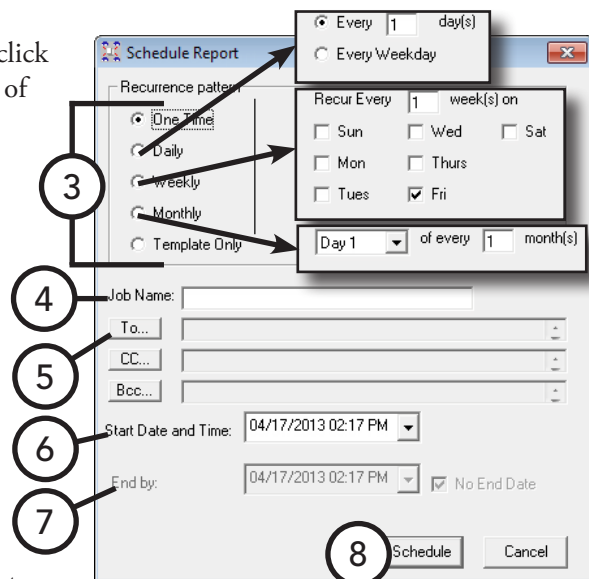 click
of
Every 1 day(s)
Every Weekday
Schedule Report
Recurrence pattern
One Time
Daily
Weekly
Monthly
Template Only
Recur Every 1 week(s) on
Sun Wed Sat
Mon Thurs
Tues Fri
Day 1 of every 1 month(s)
3
4 Job Name:
To...
5 CC...
Bcc...
6 Start Date and Time: 04/17/2013 02:17 PM
7 End by: 04/17/2013 02:17 PM No End Date
8 Schedule Cancel